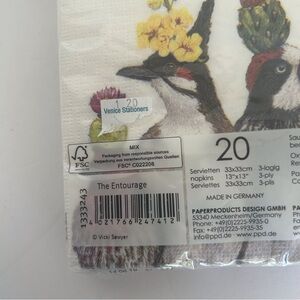 1 20
Venice Stationers
FSC
MIX
Packaging from responsible sources
Verpackung aus verantwortungsvollen Quellen
FSC® C022208
The Entourage
1333243
4 021766 247412
© Vicki Sawyer
20
Servietten 33x33cm 3-lagig
napkins 13"x13" 3-ply
Serviettes 33x33cm 3-plis
MADE IN GERMANY
PAPERPRODUCTS DESIGN GMBH
53340 Meckenheim/Germany
Phone: +49(0)2225-9935-0
Fax: +49(0)2225-9935-35
info@ppd.de · www.ppd.de